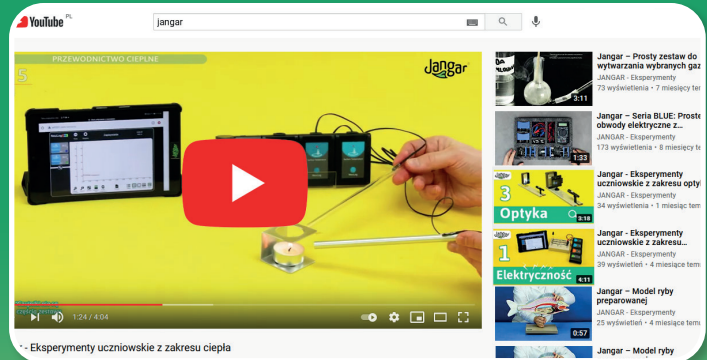 YouTube PL
jangar
PRZEWODNICTWO CIEPLNE
5
Jangar
1:24 / 4:04
- Eksperymenty uczniowskie z zakresu ciepła
Jangar – Prosty zestaw do
wytwarzania wybranych gaz
JANGAR - Eksperymenty
73 wyświetlenia • 7 miesięcy
3:11
Jangar – Seria BLUE: Proste
obwody elektryczne z...
JANGAR - Eksperymenty
173 wyświetlenia • 8 miesięcy
1:33
Jangar - Eksperymenty
uczniowskie z zakresu opty
JANGAR - Eksperymenty
34 wyświetlenia • 1 miesiąc tem
3
Optyka
3:18
Jangar - Eksperymenty
uczniowskie z zakresu...
JANGAR - Eksperymenty
39 wyświetleń • 4 miesiące tem
1
Elektryczność
4:11
Jangar – Model ryby
preparowanej
JANGAR - Eksperymenty
25 wyświetleń • 4 miesiące tem
0:57
Jangar – Model ryby